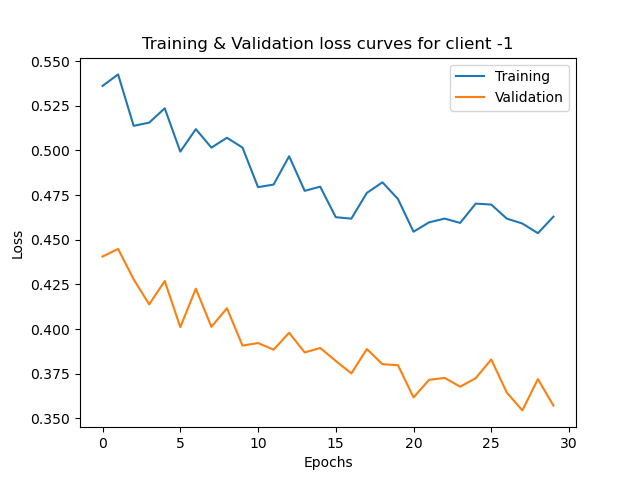 Training & Validation loss curves for client -1
Training
Validation
0.550
0.525
0.500
0.475
0.450
0.425
0.400
0.375
0.350
Loss
0 5 10 15 20 25 30
Epochs